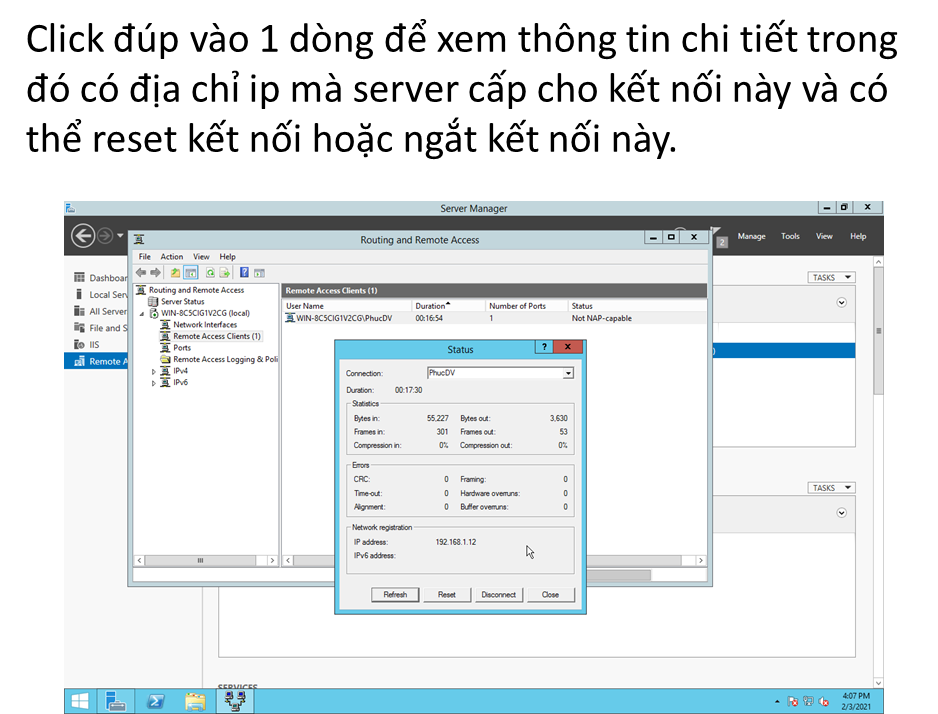 Click đúp vào 1 dòng để xem thông tin chi tiết trong
đó có địa chỉ ip mà server cấp cho kết nối này và có
thể reset kết nối hoặc ngắt kết nối này.
Server Manager
Manage Tools View Help
2
Routing and Remote Access
File Action View Help
Dashboar
Local Serv
All Server
File and S
IIS
Remote A
Routing and Remote Access
Server Status
WIN-8C5CIG1V2CG (local)
Network Interfaces
Remote Access Clients (1)
Ports
Remote Access Logging & Poli
IPv4
IPv6
Remote Access Clients (1)
User Name Duration Number of Ports Status
WIN-8C5CIG1V2CG\PhucDV 00:16:54 1 Not NAP-capable
TASKS
Status
Connection: PhucDV
Duration: 00:17:30
Statistics
Bytes in: 55,227 Bytes out: 3,630
Frames in: 301 Frames out: 53
Compression in: 0% Compression out: 0%
Errors
CRC: 0 Framing: 0
Time-out: 0 Hardware overruns: 0
Alignment: 0 Buffer overruns: 0
Network registration
IP address: 192.168.1.12
IPv6 address:
Refresh Reset Disconnect Close
TASKS
SERVICES
4:07 PM
2/3/2021